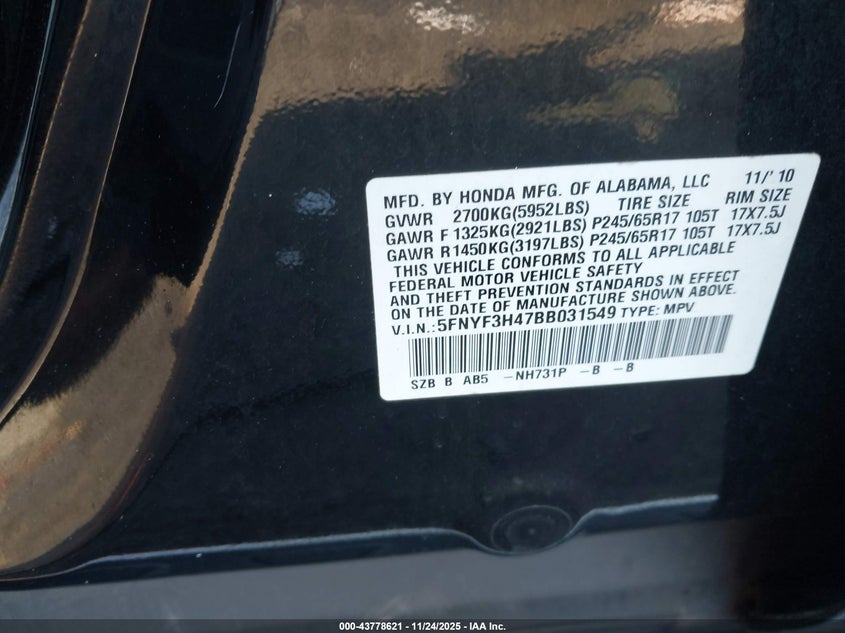 MFD. BY HONDA MFG. OF ALABAMA, LLC 11/'10
GVWR 2700KG(5952LBS) TIRE SIZE RIM SIZE
GAWR F 1325KG(2921LBS) P245/65R17 105T 17X7.5J
GAWR R 1450KG(3197LBS) P245/65R17 105T 17X7.5J
THIS VEHICLE CONFORMS TO ALL APPLICABLE
FEDERAL MOTOR VEHICLE SAFETY
AND THEFT PREVENTION STANDARDS IN EFFECT
ON THE DATE OF MANUFACTURE SHOWN ABOVE.
V.I.N.:5FNYF3H47BB031549 TYPE: MPV
SZB B AB5 -NH731P -B -B
000-43778621 - 11/24/2025 - IAA Inc.